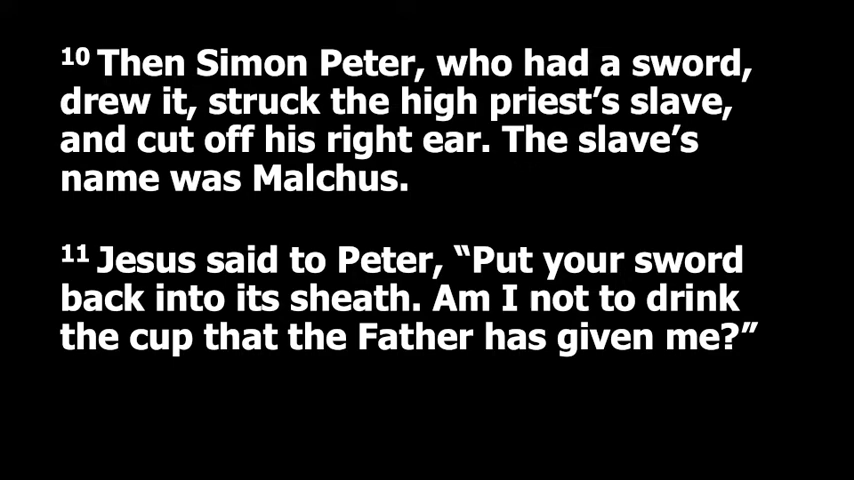 10 Then Simon Peter, who had a sword,
drew it, struck the high priest’s slave,
and cut off his right ear. The slave’s
name was Malchus.
11 Jesus said to Peter, “Put your sword
back into its sheath. Am I not to drink
the cup that the Father has given me?”